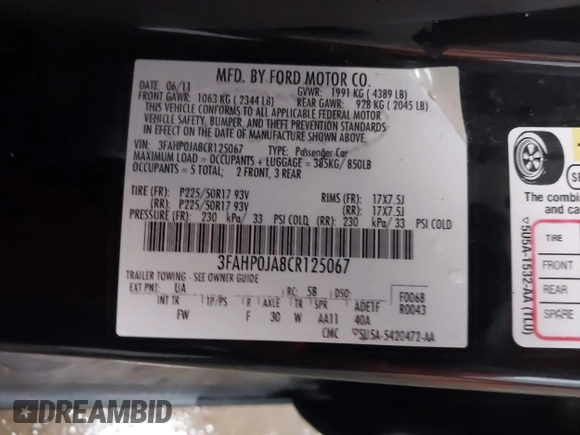 MFD. BY FORD MOTOR CO.
DATE: 06/11 GVWR: 1991 KG ( 4389 LB)
FRONT GAWR: 1063 KG ( 2344 LB) REAR GAWR: 928 KG ( 2045 LB)
THIS VEHICLE CONFORMS TO ALL APPLICABLE FEDERAL MOTOR
VEHICLE SAFETY, BUMPER, AND THEFT PREVENTION STANDARDS
IN EFFECT ON THE DATE OF MANUFACTURE SHOWN ABOVE.
VIN: 3FAHP0JA8CR125067 TYPE: Passenger Car
MAXIMUM LOAD = OCCUPANTS + LUGGAGE = 385KG/ 850LB
OCCUPANTS = 5 TOTAL: 2 FRONT, 3 REAR
TIRE (FR): P225/50R17 93V RIMS (FR): 17X7.5J
(RR): P225/50R17 93V (RR): 17X7.5J
PRESSURE (FR): 230 kPa/ 33 PSI COLD (RR): 230 kPa/ 33 PSI COLD
3FAHP0JA8CR125067
TRAILER TOWING - SEE OWNER GUIDE
EXT PNT: UA RC: 58 DSO: F0068
INT TR TP/PS R AXLE TR SPR ADE1F R0043
FW F 30 W AA11 40A
CMC 5U5A-5420472-AA
The combin
and ca
TIRE
FRONT
REAR
SPARE
5U5A-1532-AA (TLU)
DREAMBID